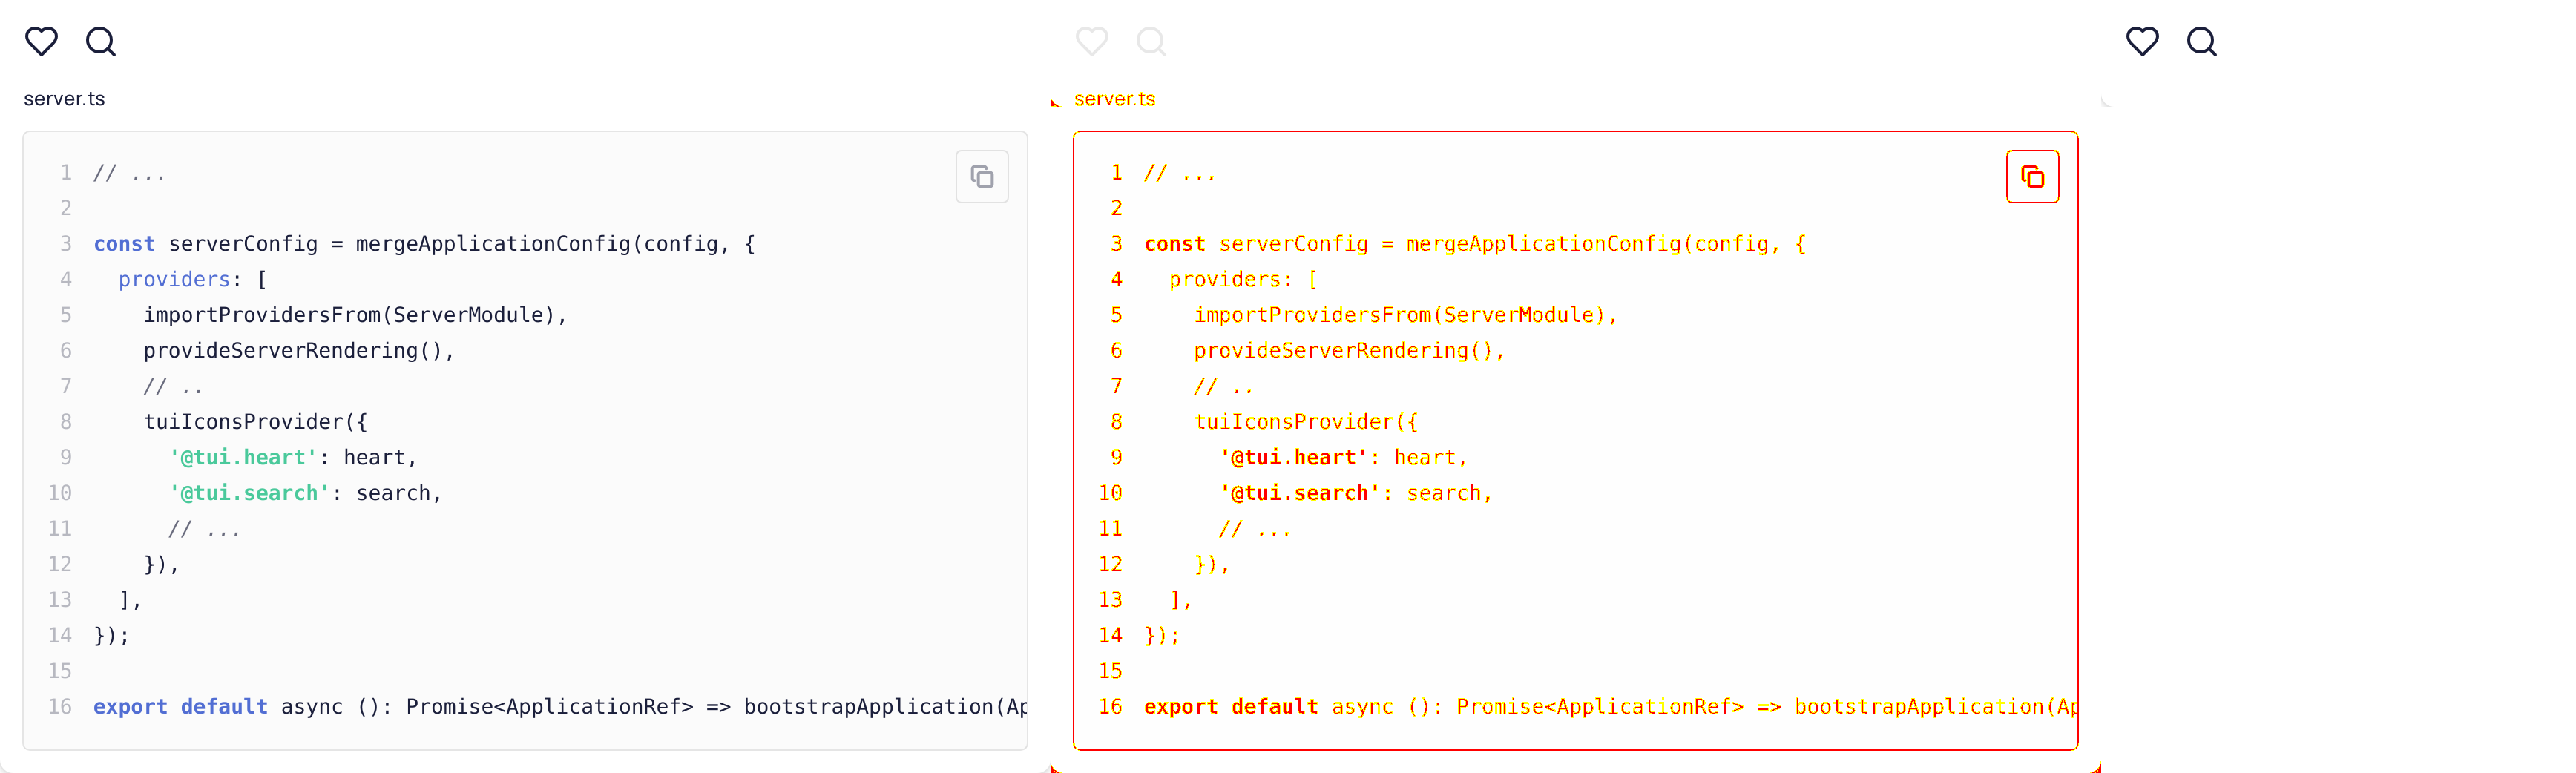 server.ts
1 // ...
2
3 const serverConfig = mergeApplicationConfig(config, {
4   providers: [
5     importProvidersFrom(ServerModule),
6     provideServerRendering(),
7     // ..
8     tuiIconsProvider({
9       '@tui.heart': heart,
10       '@tui.search': search,
11       // ...
12     }),
13   ],
14 });
15
16 export default async (): Promise<ApplicationRef> => bootstrapApplication(Ap
server.ts
1 // ...
2
3 const serverConfig = mergeApplicationConfig(config, {
4   providers: [
5     importProvidersFrom(ServerModule),
6     provideServerRendering(),
7     // ..
8     tuiIconsProvider({
9       '@tui.heart': heart,
10       '@tui.search': search,
11       // ...
12     }),
13   ],
14 });
15
16 export default async (): Promise<ApplicationRef> => bootstrapApplication(Ap